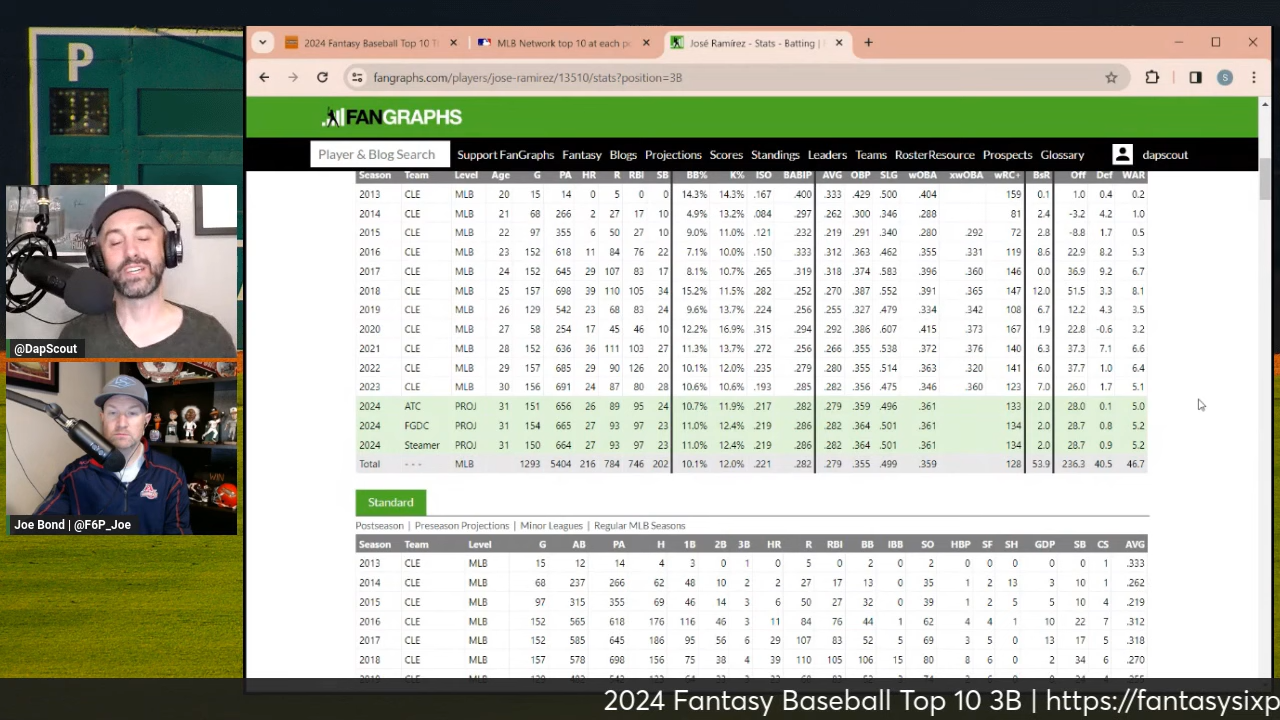 P
2024 Fantasy Baseball Top 10 T
MLB Network top 10 at each p
José Ramírez - Stats - Batting |
fangraphs.com/players/jose-ramirez/13510/stats?position=3B
S
FANGRAPHS
Player & Blog Search Support FanGraphs Fantasy Blogs Projections Scores Standings Leaders Teams RosterResource Prospects Glossary dapscout
Season Team Level Age G PA HR R RBI SB BB% K% ISO BABIP AVG OBP SLG wOBA xwOBA wRC+ BsR Off Def WAR
2013 CLE MLB 20 15 14 0 5 0 0 14.3% 14.3% .167 .400 .333 .429 .500 .404 159 0.1 1.0 0.4 0.2
2014 CLE MLB 21 68 266 2 27 17 10 4.9% 13.2% .084 .297 .262 .300 .346 .288 81 2.4 -3.2 4.2 1.0
2015 CLE MLB 22 97 355 6 50 27 10 9.0% 11.0% .121 .232 .219 .291 .340 .280 .292 72 2.8 -8.8 1.7 0.5
2016 CLE MLB 23 152 618 11 84 76 22 7.1% 10.0% .150 .333 .312 .363 .462 .355 .331 119 8.6 22.9 8.2 5.3
2017 CLE MLB 24 152 645 29 107 83 17 8.1% 10.7% .265 .319 .318 .374 .583 .396 .360 146 0.0 36.9 9.2 6.7
2018 CLE MLB 25 157 698 39 110 105 34 15.2% 11.5% .282 .252 .270 .387 .552 .391 .365 147 12.0 51.5 3.3 8.1
2019 CLE MLB 26 129 542 23 68 83 24 9.6% 13.7% .224 .256 .255 .327 .479 .334 .342 108 6.7 12.2 4.3 3.5
2020 CLE MLB 27 58 254 17 45 46 10 12.2% 16.9% .315 .294 .292 .386 .607 .415 .373 167 1.9 22.8 -0.6 3.2
2021 CLE MLB 28 152 636 36 111 103 27 11.3% 13.7% .272 .256 .266 .355 .538 .372 .376 140 6.3 37.3 7.1 6.6
2022 CLE MLB 29 157 685 29 90 126 20 10.1% 12.0% .235 .279 .280 .355 .514 .363 .320 141 6.0 37.7 1.0 6.4
2023 CLE MLB 30 156 691 24 87 80 28 10.6% 10.6% .193 .285 .282 .356 .475 .346 .360 123 7.0 26.0 1.7 5.1
2024 ATC PROJ 31 151 656 26 89 95 24 10.7% 11.9% .217 .282 .279 .359 .496 .361 133 2.0 28.0 0.1 5.0
2024 FGDC PROJ 31 154 665 27 93 97 23 11.0% 12.4% .219 .286 .282 .364 .501 .361 134 2.0 28.7 0.8 5.2
2024 Steamer PROJ 31 150 664 27 93 97 23 11.0% 12.4% .219 .286 .282 .364 .501 .361 134 2.0 28.7 0.9 5.2
Total - - - MLB 1293 5404 216 784 746 202 10.1% 12.0% .221 .282 .279 .355 .499 .359 128 53.9 236.3 40.5 46.7
Standard
Postseason | Preseason Projections | Minor Leagues | Regular MLB Seasons
Season Team Level G AB PA H 1B 2B 3B HR R RBI BB IBB SO HBP SF SH GDP SB CS AVG
2013 CLE MLB 15 12 14 4 3 0 1 0 5 0 2 0 2 0 0 0 0 0 1 .333
2014 CLE MLB 68 237 266 62 48 10 2 2 27 17 13 0 35 1 2 13 3 10 1 .262
2015 CLE MLB 97 315 355 69 46 14 3 6 50 27 32 0 39 1 2 5 5 10 4 .219
2016 CLE MLB 152 565 618 176 116 46 3 11 84 76 44 1 62 4 4 1 10 22 7 .312
2017 CLE MLB 152 585 645 186 95 56 6 29 107 83 52 5 69 3 5 0 13 17 5 .318
2018 CLE MLB 157 578 698 156 75 38 4 39 110 105 106 15 80 8 6 0 2 34 6 .270
@DapScout
Joe Bond | @F6P_Joe
2024 Fantasy Baseball Top 10 3B | https://fantasysixp